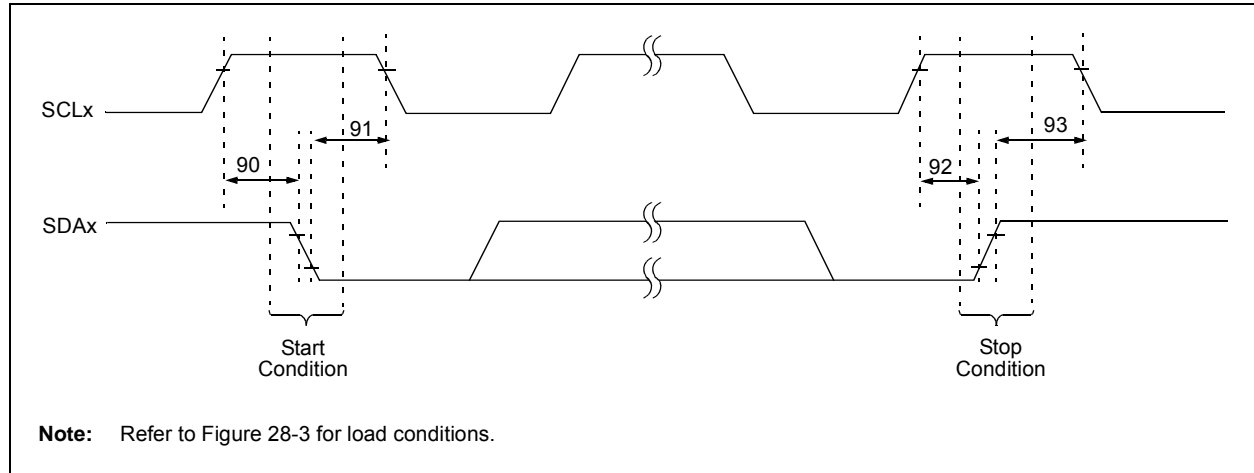 SCLx
91
93
90
92
SDAx
Start
Condition
Stop
Condition
Note: Refer to Figure 28-3 for load conditions.